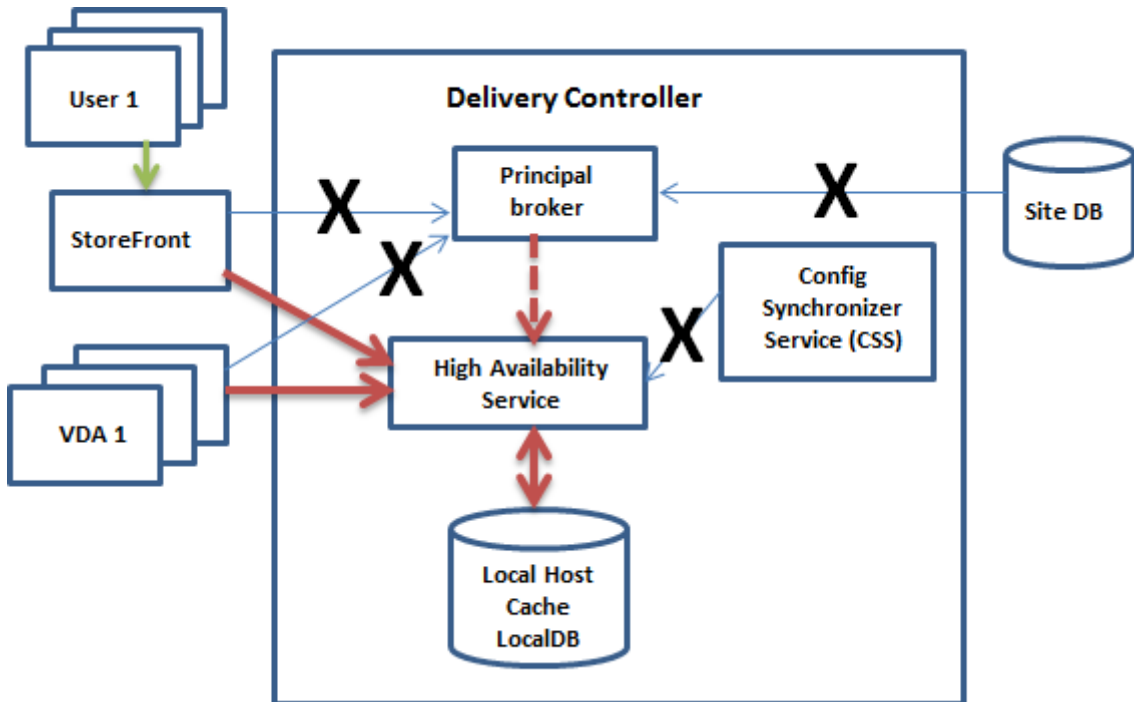 User 1
Delivery Controller
Principal
broker
X
X
StoreFront
Site DB
X
Config
Synchronizer
Service (CSS)
X
High Availability
Service
VDA 1
Local Host
Cache
LocalDB